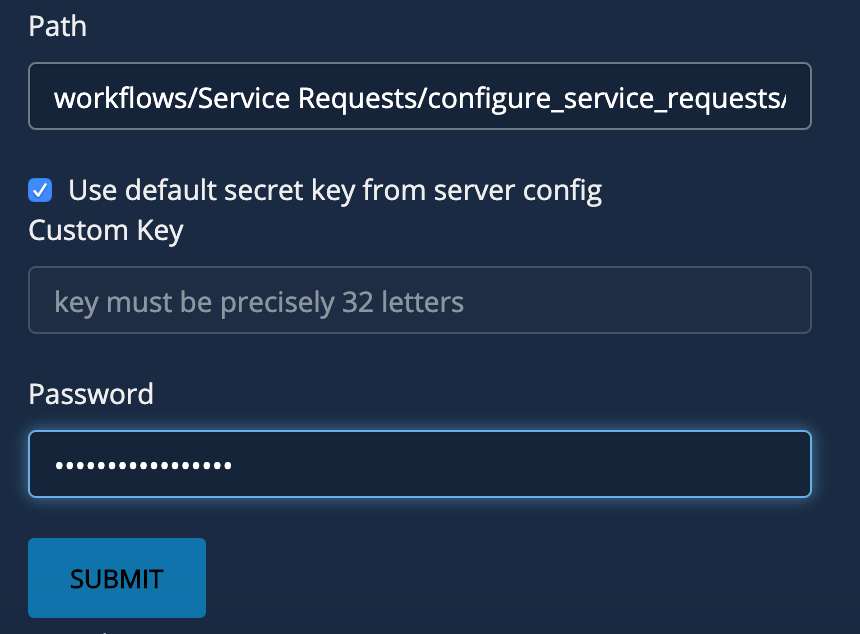 Path
workflows/Service Requests/configure_service_requests/
Use default secret key from server config
Custom Key
key must be precisely 32 letters
Password
•••••••••••••••••
SUBMIT